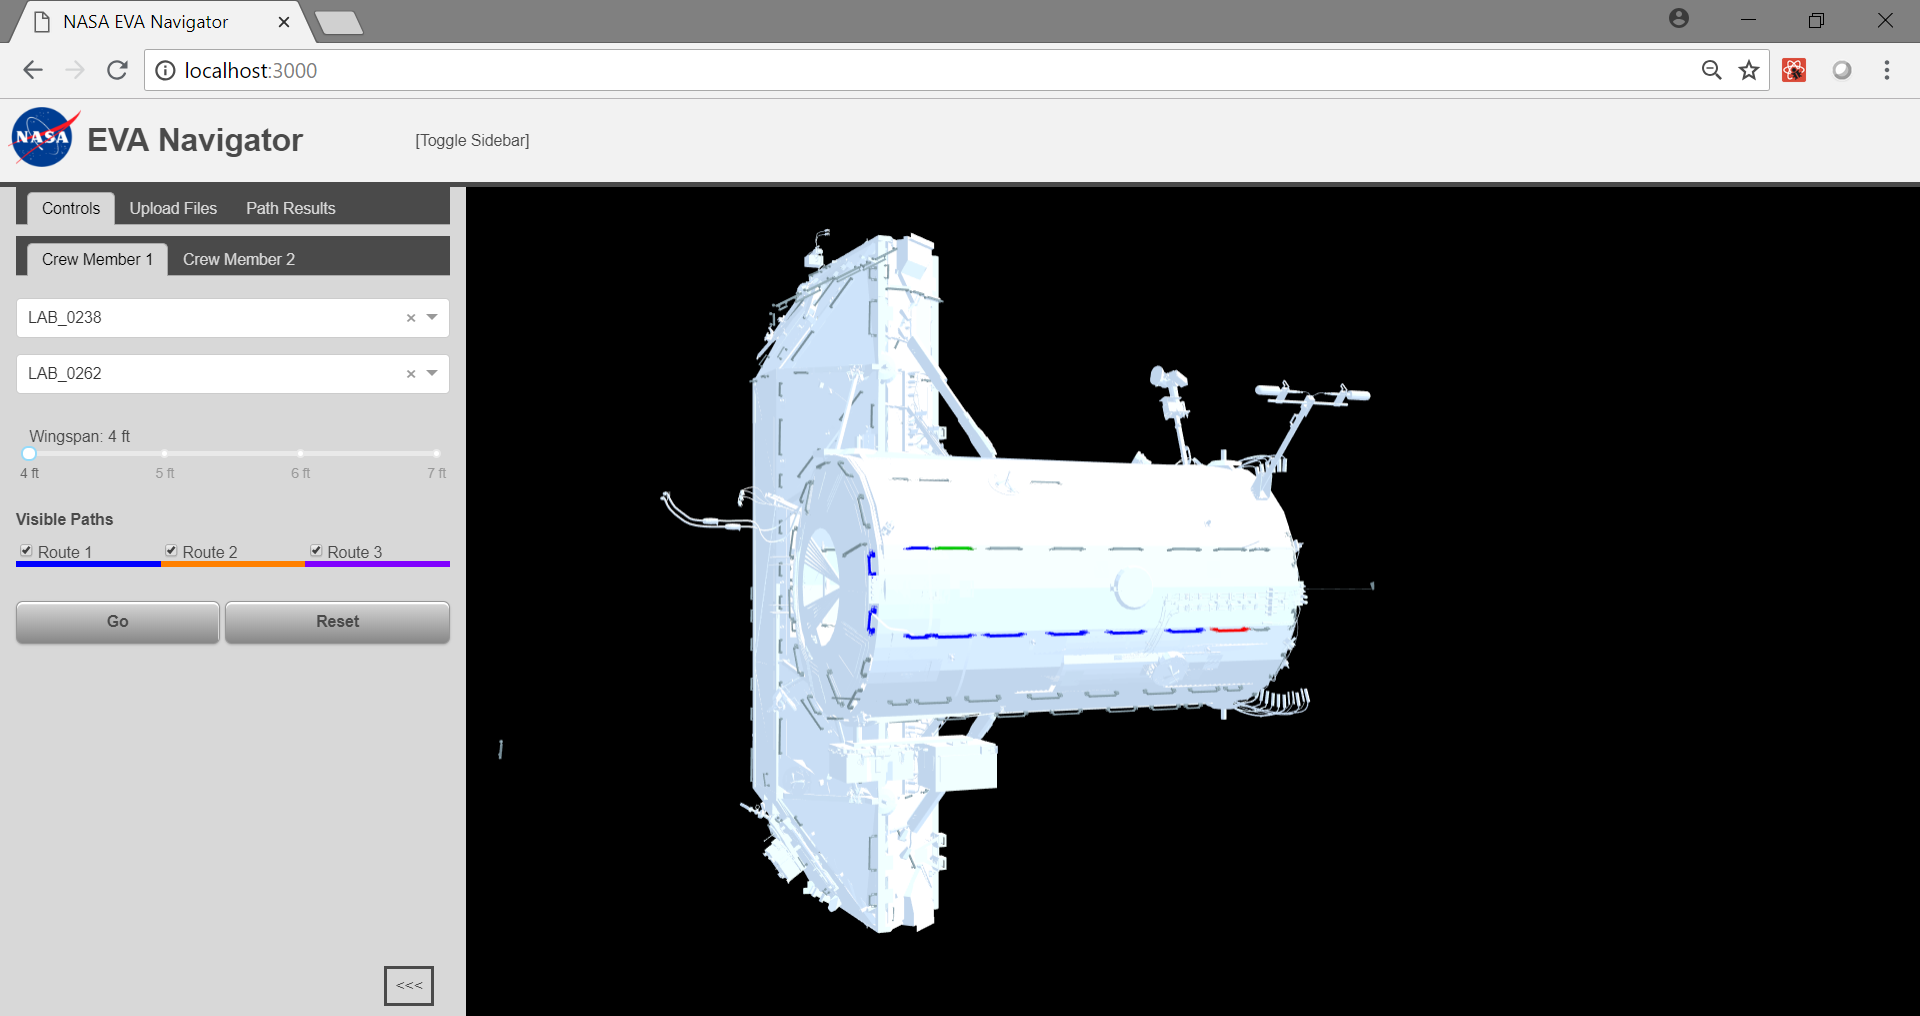 NASA EVA Navigator
localhost:3000
NASA
EVA Navigator
[Toggle Sidebar]
Controls Upload Files Path Results
Crew Member 1 Crew Member 2
LAB_0238
LAB_0262
Wingspan: 4 ft
4 ft 5 ft 6 ft 7 ft
Visible Paths
Route 1 Route 2 Route 3
Go Reset
<<<